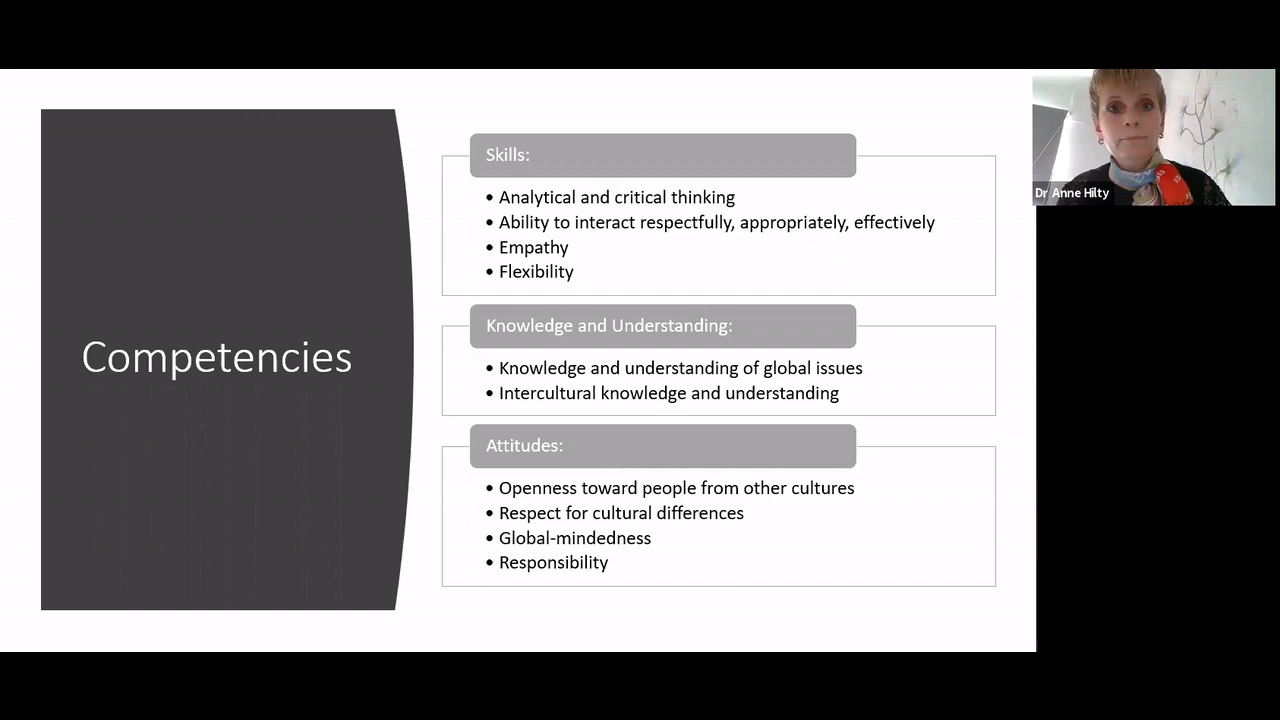 Competencies
Skills:
• Analytical and critical thinking
• Ability to interact respectfully, appropriately, effectively
• Empathy
• Flexibility
Knowledge and Understanding:
• Knowledge and understanding of global issues
• Intercultural knowledge and understanding
Attitudes:
• Openness toward people from other cultures
• Respect for cultural differences
• Global-mindedness
• Responsibility
Dr Anne Hilty